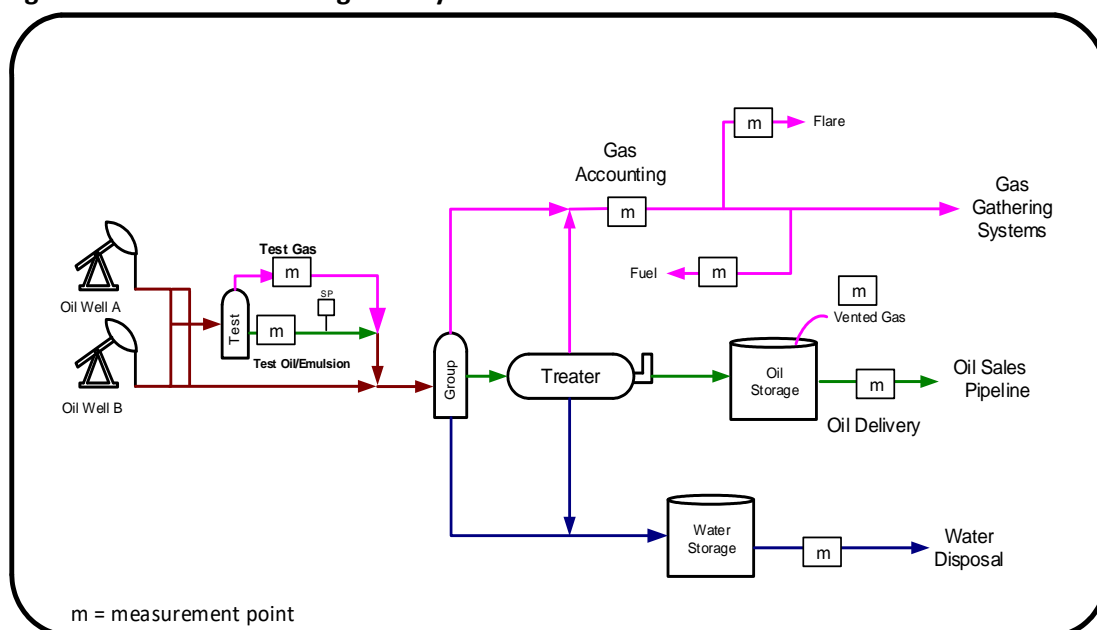 m
Flare
Gas
Accounting
m
Gas
Gathering
Systems
Test Gas
m
Fuel
m
SP
Oil Well A
Test
m
Test Oil/Emulsion
m
Vented Gas
Oil Well B
Group
Treater
Oil
Storage
m
Oil Sales
Pipeline
Oil Delivery
Water
Storage
m
Water
Disposal
m = measurement point